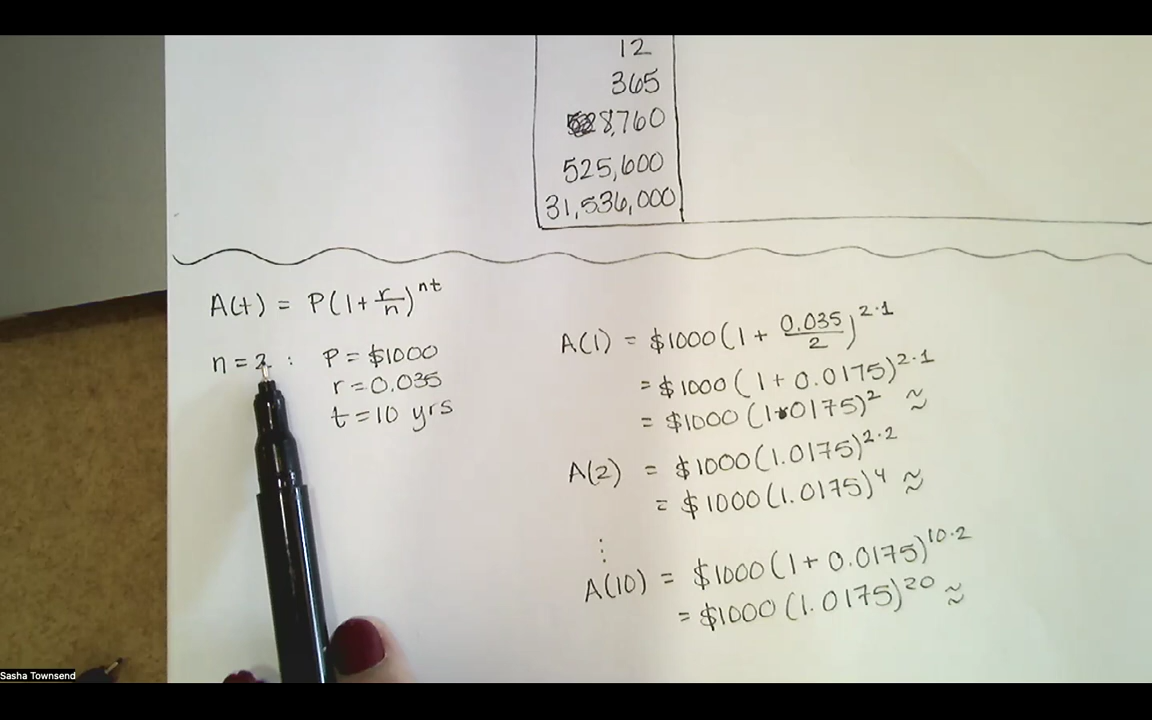 12
365
8,760
525,600
31,536,000
A(t) = P(1 + r/n)^nt
n = 2 : P = $1000
r = 0.035
t = 10 yrs
A(1) = $1000(1 + 0.035/2)^2·1
= $1000(1 + 0.0175)^2·1
= $1000(1.0175)^2 ≈
A(2) = $1000(1.0175)^2·2
= $1000(1.0175)^4 ≈
⋮
A(10) = $1000(1 + 0.0175)^10·2
= $1000(1.0175)^20 ≈
Sasha Townsend